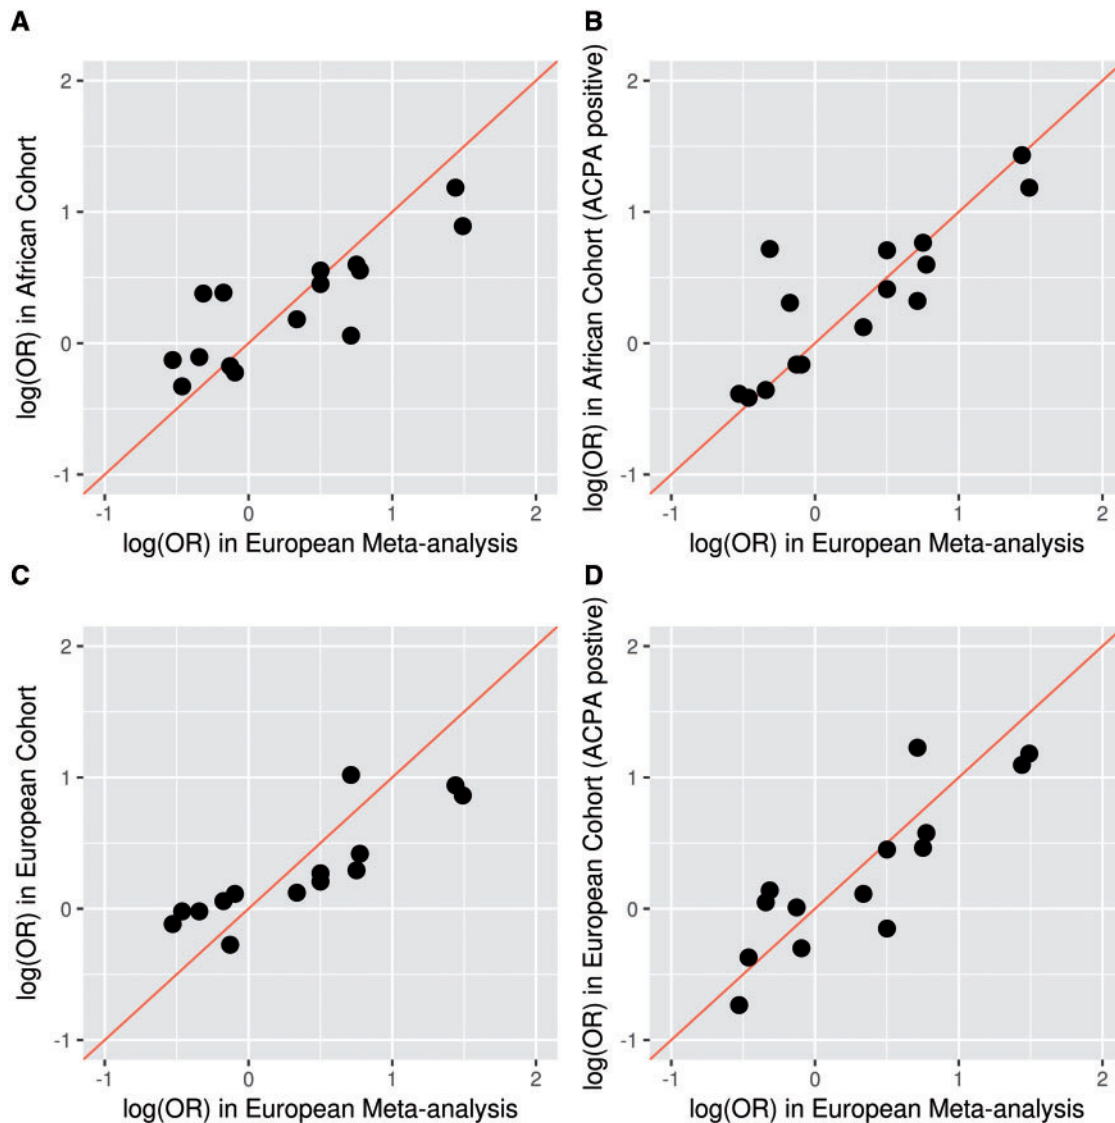 A
B
2
1
0
-1
log(OR) in African Cohort
-1
0
1
2
log(OR) in European Meta-analysis
2
1
0
-1
log(OR) in African Cohort (ACPA positive)
-1
0
1
2
log(OR) in European Meta-analysis
C
D
2
1
0
-1
log(OR) in European Cohort
-1
0
1
2
log(OR) in European Meta-analysis
2
1
0
-1
log(OR) in European Cohort (ACPA postive)
-1
0
1
2
log(OR) in European Meta-analysis